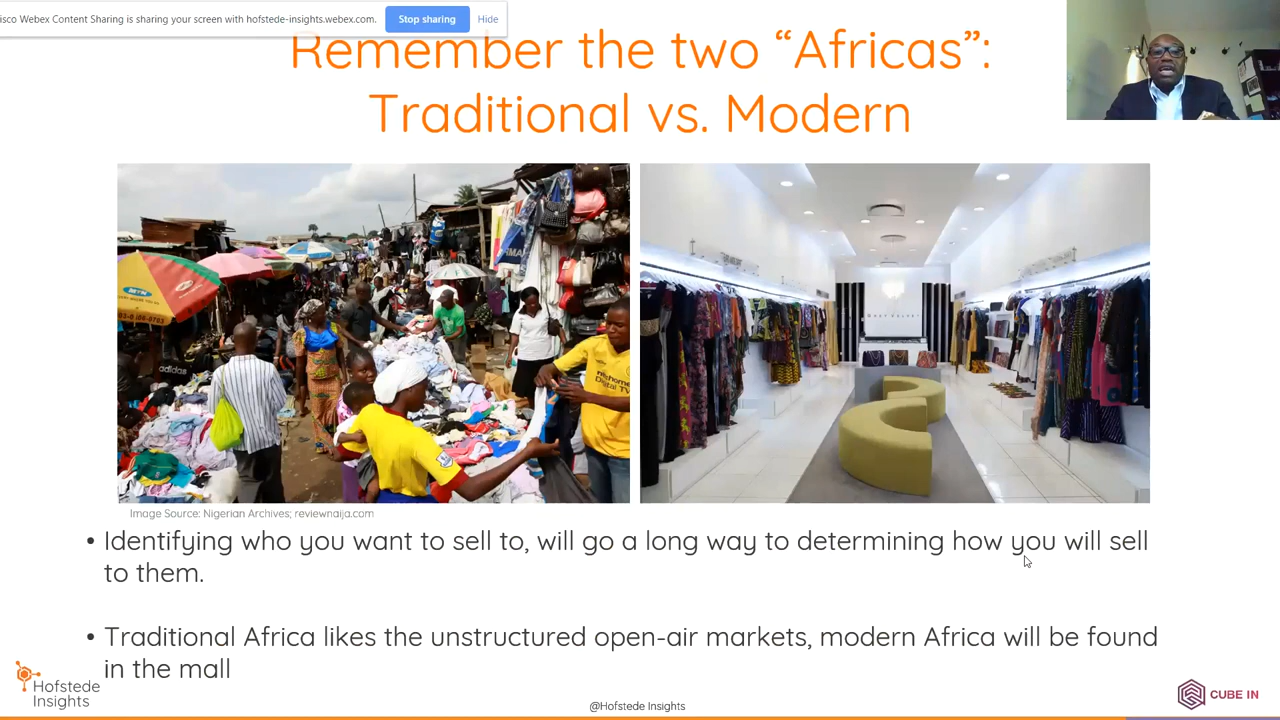 isco Webex Content Sharing is sharing your screen with hofstede-insights.webex.com.
Stop sharing
Hide
Remember the two “Africas”:
Traditional vs. Modern
MTN
adidas
Image Source: Nigerian Archives; reviewnaija.com
• Identifying who you want to sell to, will go a long way to determining how you will sell
to them.
• Traditional Africa likes the unstructured open-air markets, modern Africa will be found
in the mall
Hofstede
Insights
@Hofstede Insights
CUBE IN